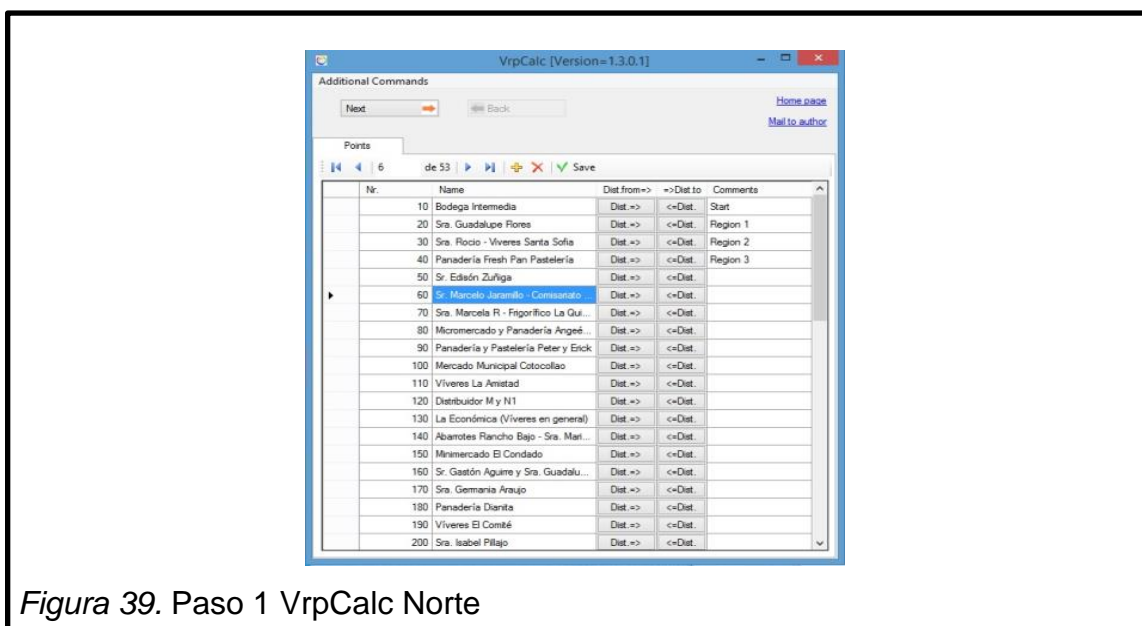 VrpCalc [Version=1.3.0.1]
Additional Commands
Next Back Home page
Mail to author
Points
6 de 53 Save
Nr. Name Dist.from=> =>Dist.to Comments
10 Bodega Intermedia Dist.=> <=Dist. Start
20 Sra. Guadalupe Flores Dist.=> <=Dist. Region 1
30 Sra. Rocio - Viveres Santa Sofia Dist.=> <=Dist. Region 2
40 Panadería Fresh Pan Pastelería Dist.=> <=Dist. Region 3
50 Sr. Edisón Zuñiga Dist.=> <=Dist.
60 Sr. Marcelo Jaramillo - Comisariato ... Dist.=> <=Dist.
70 Sra. Marcela R - Frigorífico La Qui... Dist.=> <=Dist.
80 Micromercado y Panadería Angeé... Dist.=> <=Dist.
90 Panadería y Pastelería Peter y Erick Dist.=> <=Dist.
100 Mercado Municipal Cotocollao Dist.=> <=Dist.
110 Víveres La Amistad Dist.=> <=Dist.
120 Distribuidor M y N1 Dist.=> <=Dist.
130 La Económica (Víveres en general) Dist.=> <=Dist.
140 Abarrotes Rancho Bajo - Sra. Mari... Dist.=> <=Dist.
150 Minimercado El Condado Dist.=> <=Dist.
160 Sr. Gastón Aguirre y Sra. Guadalu... Dist.=> <=Dist.
170 Sra. Germania Araujo Dist.=> <=Dist.
180 Panadería Dianita Dist.=> <=Dist.
190 Víveres El Comité Dist.=> <=Dist.
200 Sra. Isabel Pillajo Dist.=> <=Dist.
Figura 39. Paso 1 VrpCalc Norte